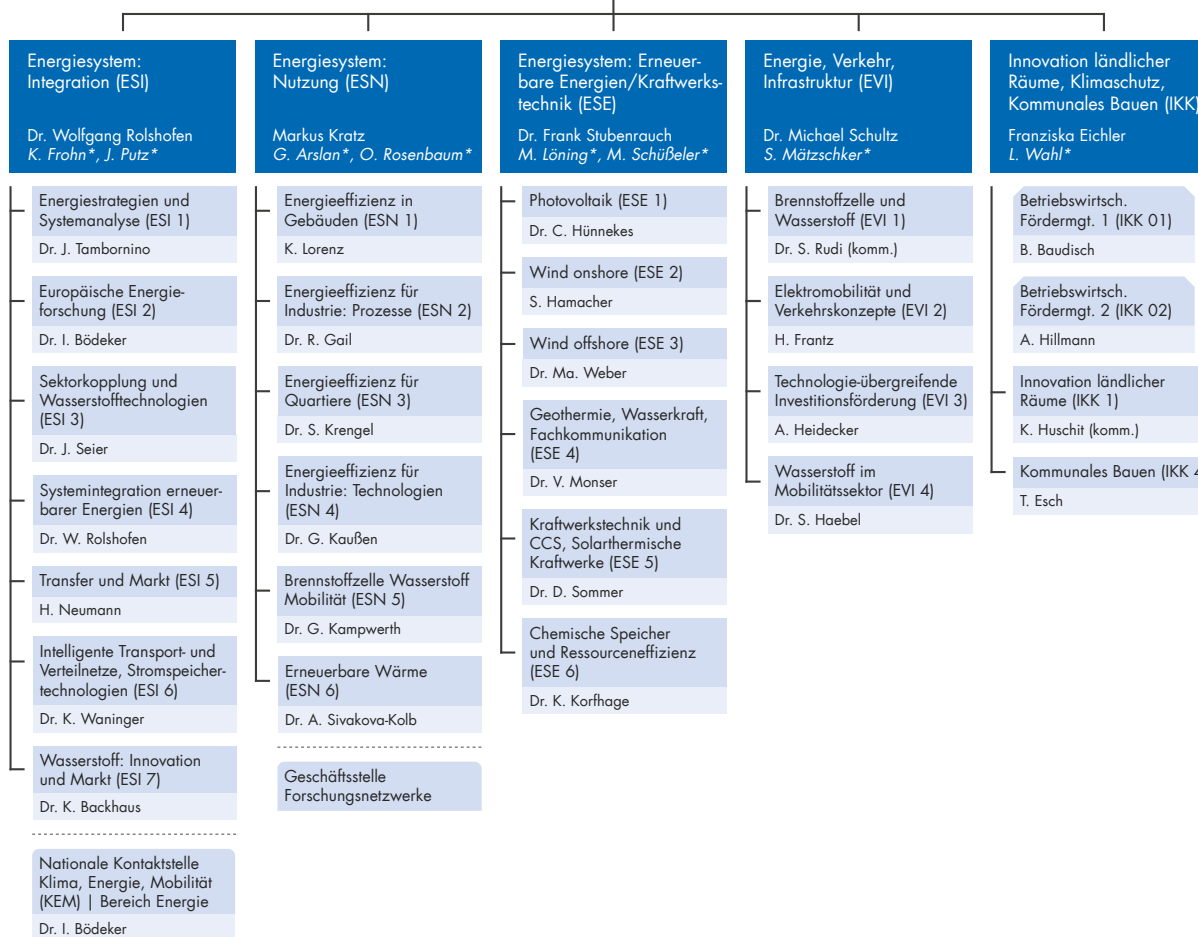 Energiesystem:
Integration (ESI)
Dr. Wolfgang Rolshofen
K. Frohn*, J. Putz*
Energiestrategien und
Systemanalyse (ESI 1)
Dr. J. Tambornino
Europäische Energie-
forschung (ESI 2)
Dr. I. Bödeker
Sektorkopplung und
Wasserstofftechnologien
(ESI 3)
Dr. J. Seier
Systemintegration erneuer-
barer Energien (ESI 4)
Dr. W. Rolshofen
Transfer und Markt (ESI 5)
H. Neumann
Intelligente Transport- und
Verteilnetze, Stromspeicher-
technologien (ESI 6)
Dr. K. Waninger
Wasserstoff: Innovation
und Markt (ESI 7)
Dr. K. Backhaus
Nationale Kontaktstelle
Klima, Energie, Mobilität
(KEM) | Bereich Energie
Dr. I. Bödeker
Energiesystem:
Nutzung (ESN)
Markus Kratz
G. Arslan*, O. Rosenbaum*
Energieeffizienz in
Gebäuden (ESN 1)
K. Lorenz
Energieeffizienz für
Industrie: Prozesse (ESN 2)
Dr. R. Gail
Energieeffizienz für
Quartiere (ESN 3)
Dr. S. Krengel
Energieeffizienz für
Industrie: Technologien
(ESN 4)
Dr. G. Kaußen
Brennstoffzelle Wasserstoff
Mobilität (ESN 5)
Dr. G. Kampwerth
Erneuerbare Wärme
(ESN 6)
Dr. A. Sivakova-Kolb
Geschäftsstelle
Forschungsnetzwerke
Energiesystem: Erneuer-
bare Energien/Kraftwerks-
technik (ESE)
Dr. Frank Stubenrauch
M. Löning*, M. Schüßeler*
Photovoltaik (ESE 1)
Dr. C. Hünnekes
Wind onshore (ESE 2)
S. Hamacher
Wind offshore (ESE 3)
Dr. Ma. Weber
Geothermie, Wasserkraft,
Fachkommunikation
(ESE 4)
Dr. V. Monser
Kraftwerkstechnik und
CCS, Solarthermische
Kraftwerke (ESE 5)
Dr. D. Sommer
Chemische Speicher
und Ressourceneffizienz
(ESE 6)
Dr. K. Korfhage
Energie, Verkehr,
Infrastruktur (EVI)
Dr. Michael Schultz
S. Mätzschker*
Brennstoffzelle und
Wasserstoff (EVI 1)
Dr. S. Rudi (komm.)
Elektromobilität und
Verkehrskonzepte (EVI 2)
H. Frantz
Technologie-übergreifende
Investitionsförderung (EVI 3)
A. Heidecker
Wasserstoff im
Mobilitätssektor (EVI 4)
Dr. S. Haebel
Innovation ländlicher
Räume, Klimaschutz,
Kommunales Bauen (IKK)
Franziska Eichler
L. Wahl*
Betriebswirtsch.
Fördermgt. 1 (IKK 01)
B. Baudisch
Betriebswirtsch.
Fördermgt. 2 (IKK 02)
A. Hillmann
Innovation ländlicher
Räume (IKK 1)
K. Huschit (komm.)
Kommunales Bauen (IKK 4
T. Esch